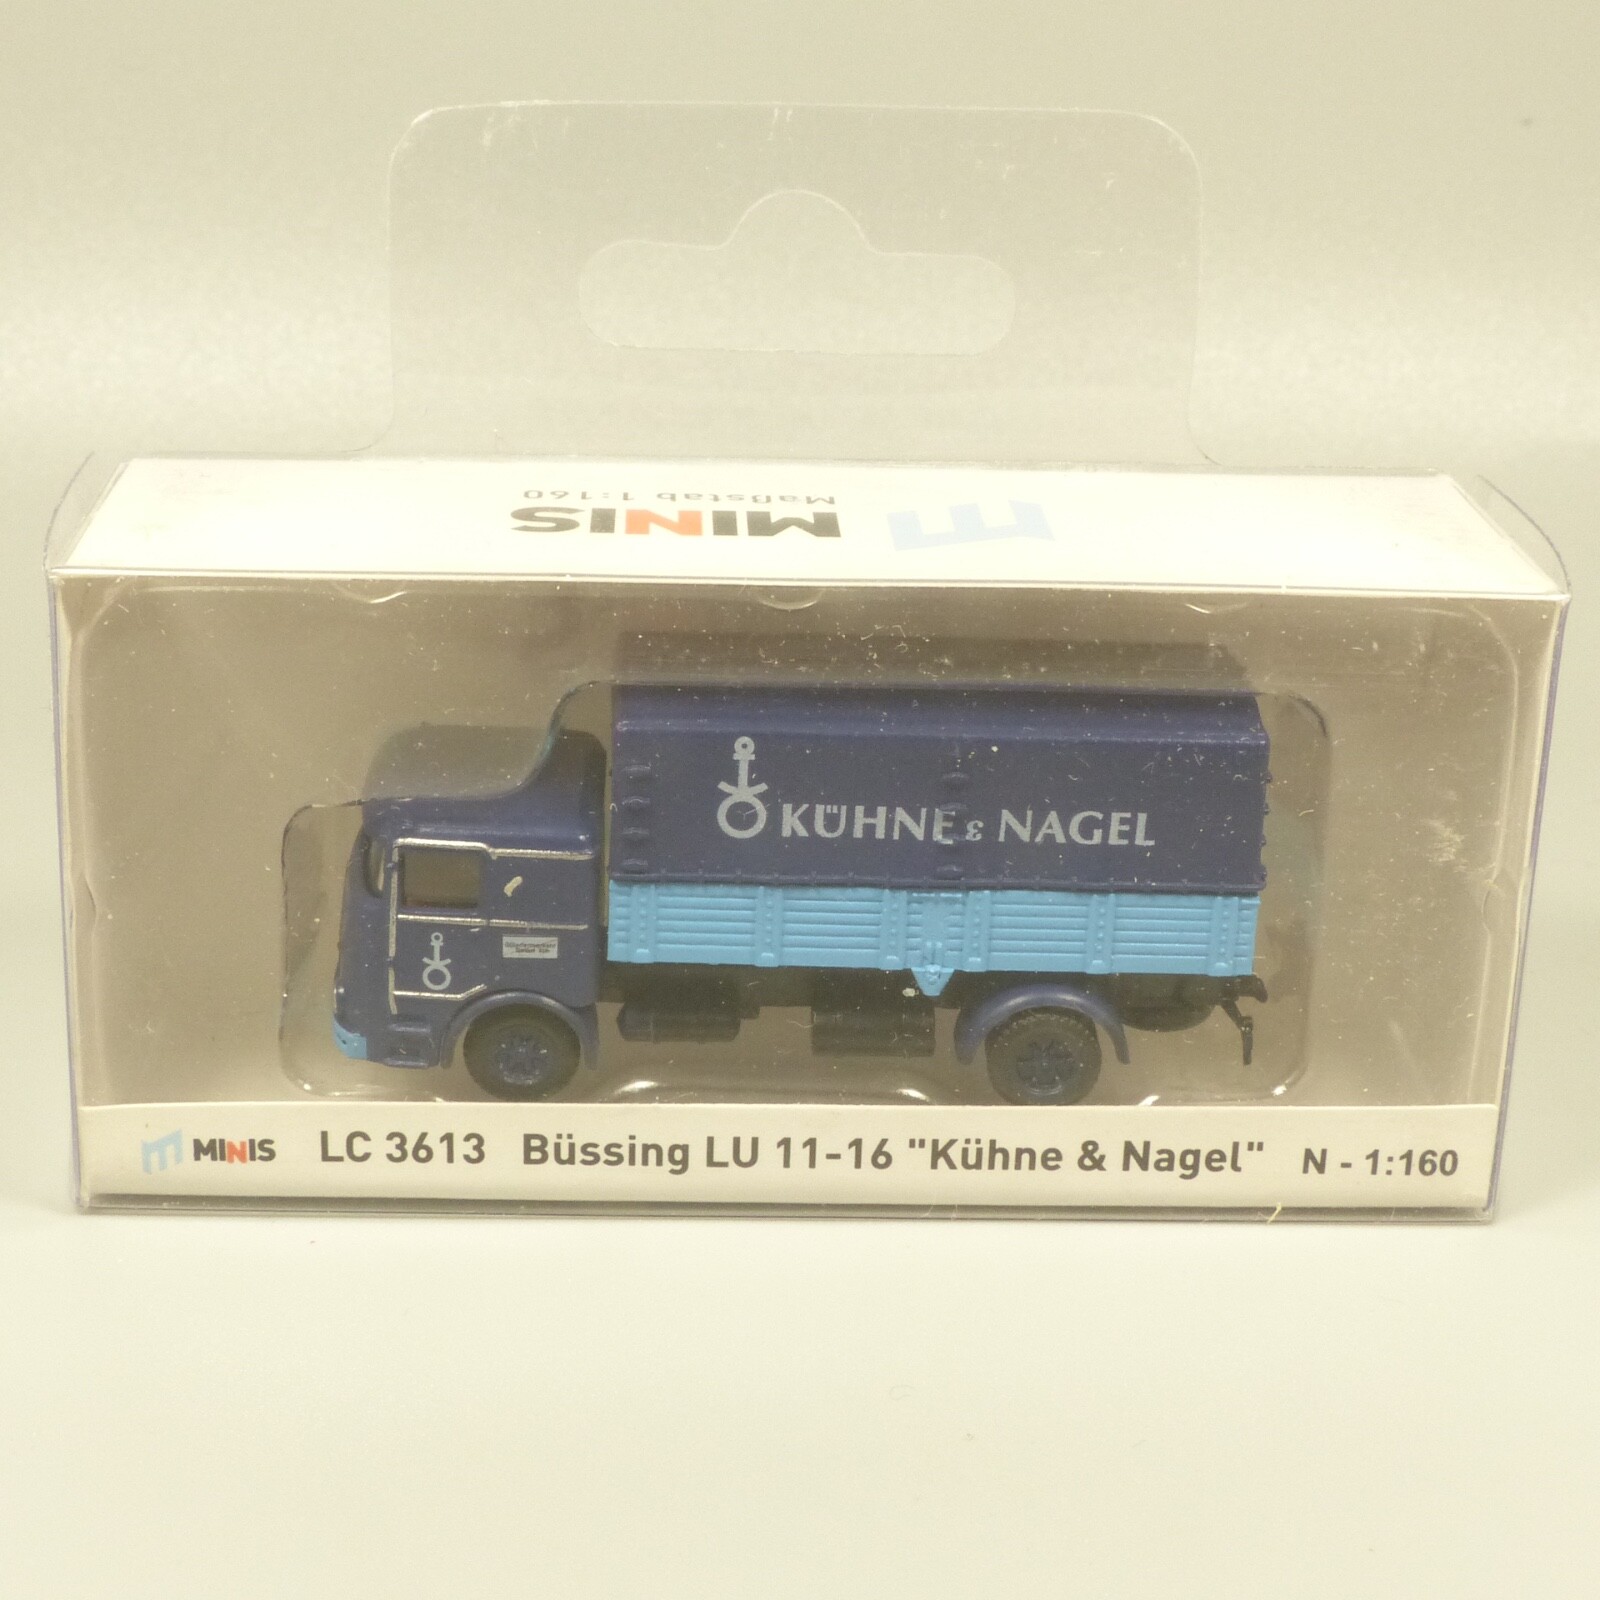 MINIS
Maßstab 1:160
KÜHNE & NAGEL
MINIS LC 3613 Büssing LU 11-16 "Kühne & Nagel" N - 1:160